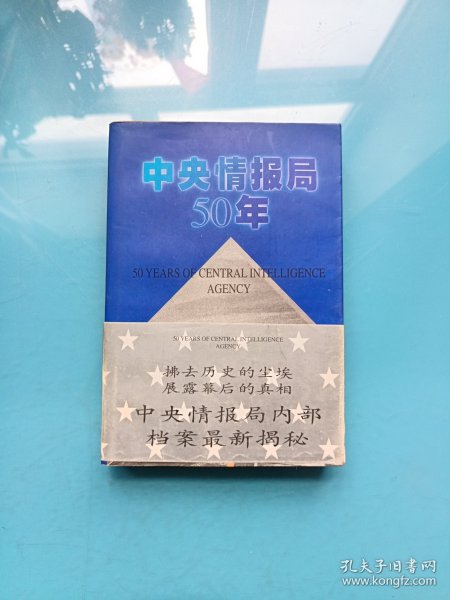 中央情报局
50年
50 YEARS OF CENTRAL INTELLIGENCE
AGENCY
50 YEARS OF CENTRAL INTELLIGENCE
AGENCY
拂去历史的尘埃
展露幕后的真相
中央情报局内部
档案最新揭秘
孔夫子旧书网
www.kongfz.com